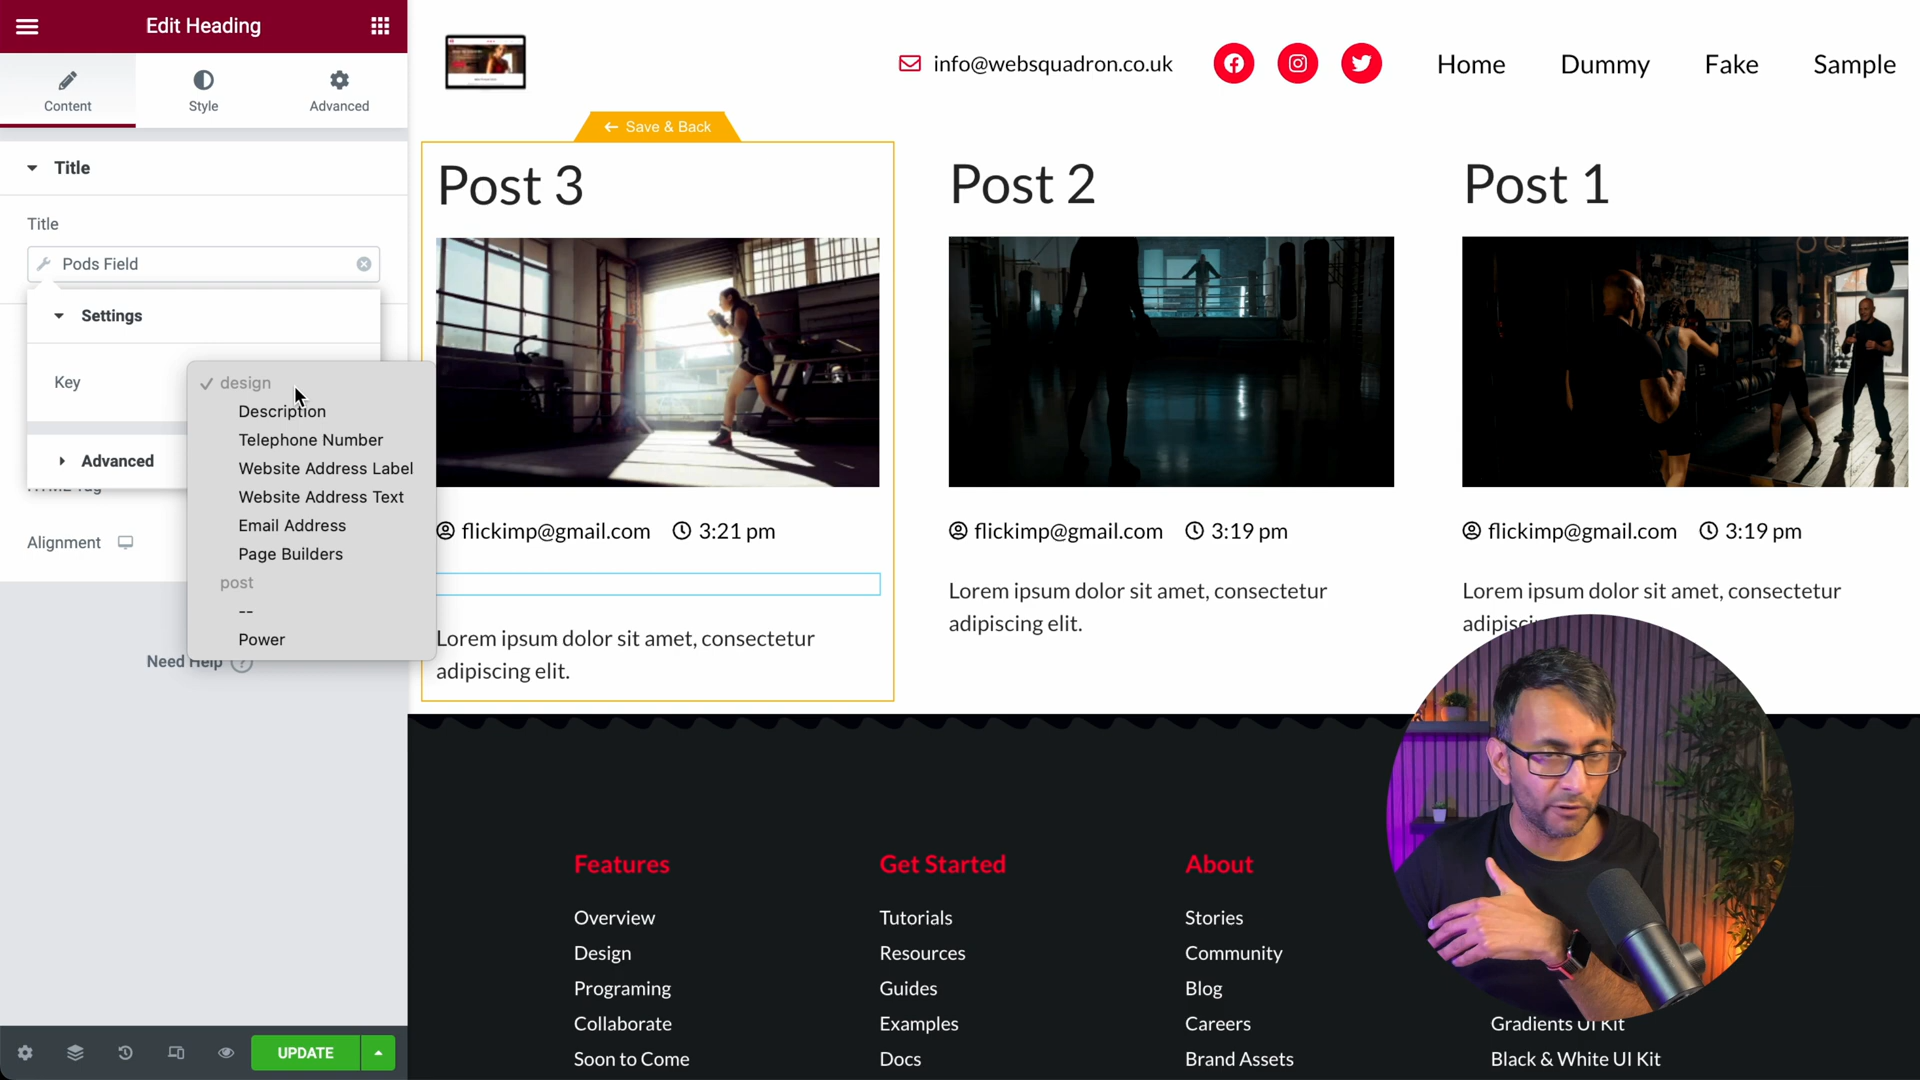 Edit Heading
Content
Style
Advanced
Title
Title
Pods Field
Settings
Key
design
Description
Telephone Number
Website Address Label
Website Address Text
Email Address
Page Builders
post
--
Power
Advanced
HTML Tag
Alignment
Need Help
UPDATE
info@websquadron.co.uk
Home
Dummy
Fake
Sample
Save & Back
Post 3
flickimp@gmail.com
3:21 pm
Lorem ipsum dolor sit amet, consectetur
adipiscing elit.
Post 2
flickimp@gmail.com
3:19 pm
Lorem ipsum dolor sit amet, consectetur
adipiscing elit.
Post 1
flickimp@gmail.com
3:19 pm
Lorem ipsum dolor sit amet, consectetur
Features
Overview
Design
Programing
Collaborate
Soon to Come
Get Started
Tutorials
Resources
Guides
Examples
Docs
About
Stories
Community
Blog
Careers
Brand Assets
Gradients UI Kit
Black & White UI Kit